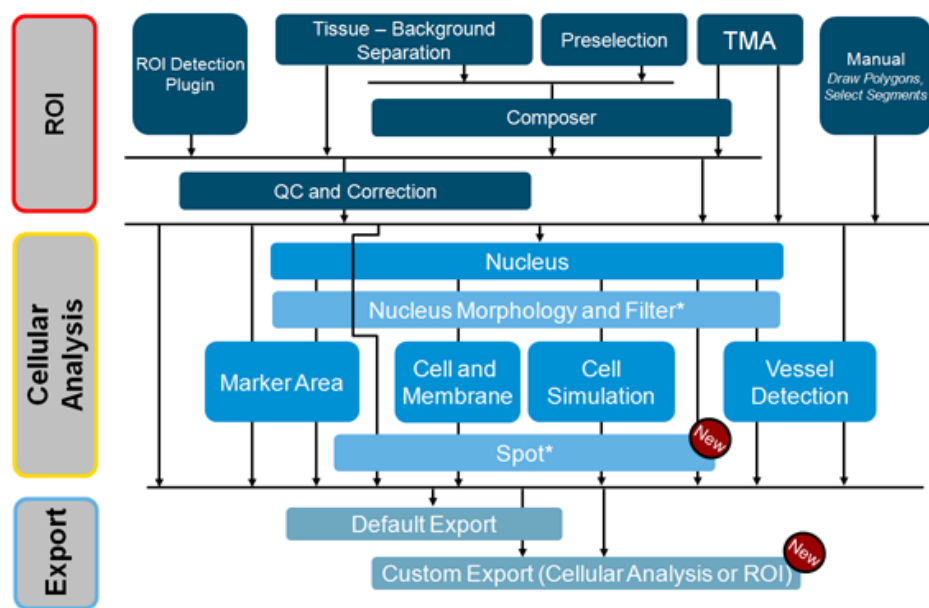 ROI
ROI Detection
Plugin
Tissue – Background
Separation
Preselection
TMA
Manual
Draw Polygons,
Select Segments
Composer
QC and Correction
Cellular
Analysis
Nucleus
Nucleus Morphology and Filter*
Marker Area
Cell and
Membrane
Cell
Simulation
Vessel
Detection
New
Spot*
Export
Default Export
New
Custom Export (Cellular Analysis or ROI)